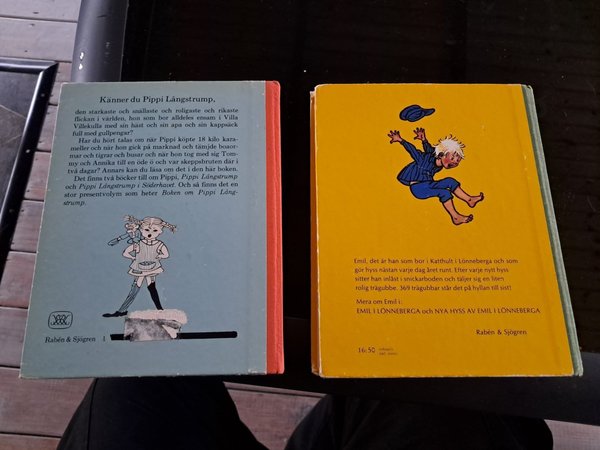 Känner du Pippi Långstrump,
den starkaste och snällaste och roligaste och rikaste
flickan i världen, hon som bor alldeles ensam i Villa
Villekulla med sin häst och sin apa och sin kappsäck
full med gullpengar?
Har du hört talas om när Pippi köpte 18 kilo kara-
meller och när hon gick på marknad och tämjde boaor-
mar och tigrar och busar och när hon tog med sig Tom-
my och Annika till en öde ö och var skeppsbruten där i
två dagar? Annars kan du läsa om det i den här boken.
Det finns två böcker till om Pippi, Pippi Långstrump
och Pippi Långstrump i Söderhavet. Och så finns det en
stor presentvolym som heter Boken om Pippi Lång-
strump.
Rabén & Sjögren
Emil, det är han som bor i Katthult i Lönneberga och som
gör hyss nästan varje dag året runt. Efter varje nytt hyss
sitter han inlåst i snickarboden och täljer sig en liten
rolig trägubbe. 369 trägubbar står det på hyllan till sist!
Mera om Emil i:
EMIL I LÖNNEBERGA och NYA HYSS AV EMIL I LÖNNEBERGA
Rabén & Sjögren
16:50